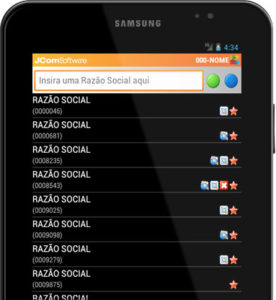 SAMSUNG
4:34
JComSoftware
000-NOME
Insira uma Razão Social aqui
RAZÃO SOCIAL
(0000046)
RAZÃO SOCIAL
(0000681)
RAZÃO SOCIAL
(0008235)
RAZÃO SOCIAL
(0008543)
RAZÃO SOCIAL
(0009025)
RAZÃO SOCIAL
(0009098)
RAZÃO SOCIAL
(0009279)
RAZÃO SOCIAL
(0009875)
RAZÃO SOCIAL